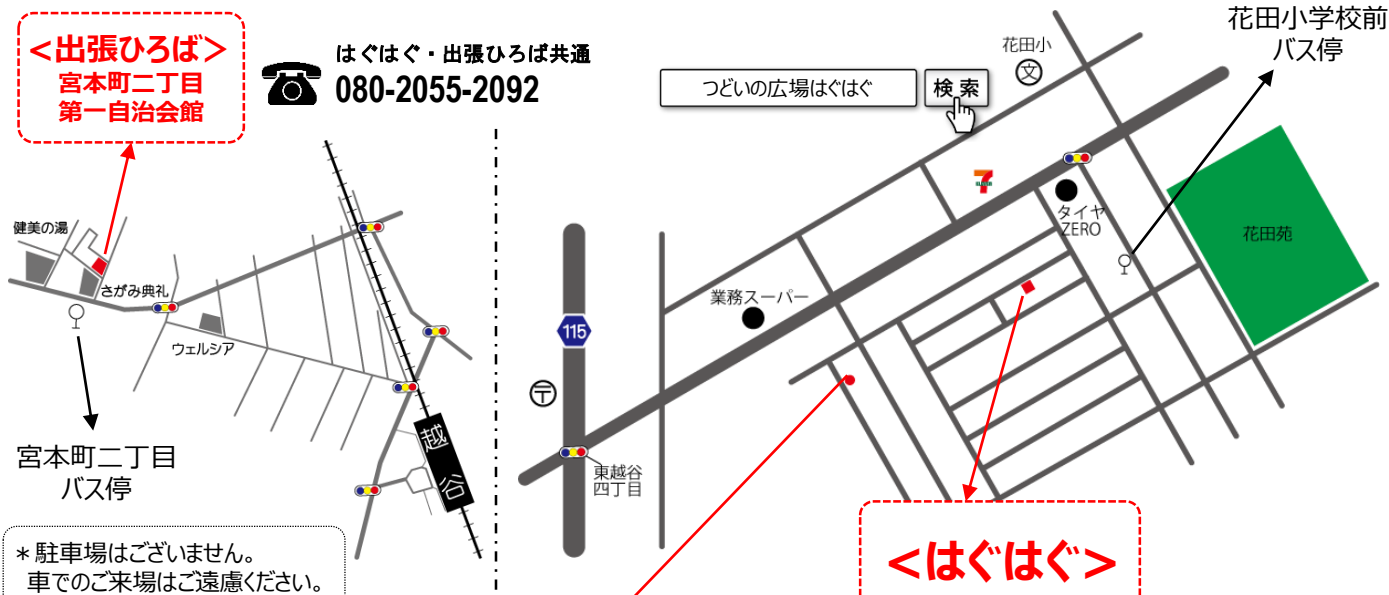 <出張ひろば>
宮本町二丁目
第一自治会館
はぐはぐ・出張ひろば共通
080-2055-2092
つどいの広場はぐはぐ
検索
花田小
文
花田小学校前
バス停
健美の湯
さがみ典礼
ウェルシア
宮本町二丁目
バス停
越谷
＊駐車場はございません。
車でのご来場はご遠慮ください。
115
〒
東越谷
四丁目
業務スーパー
7
タイヤ
ZERO
花田苑
<はぐはぐ>